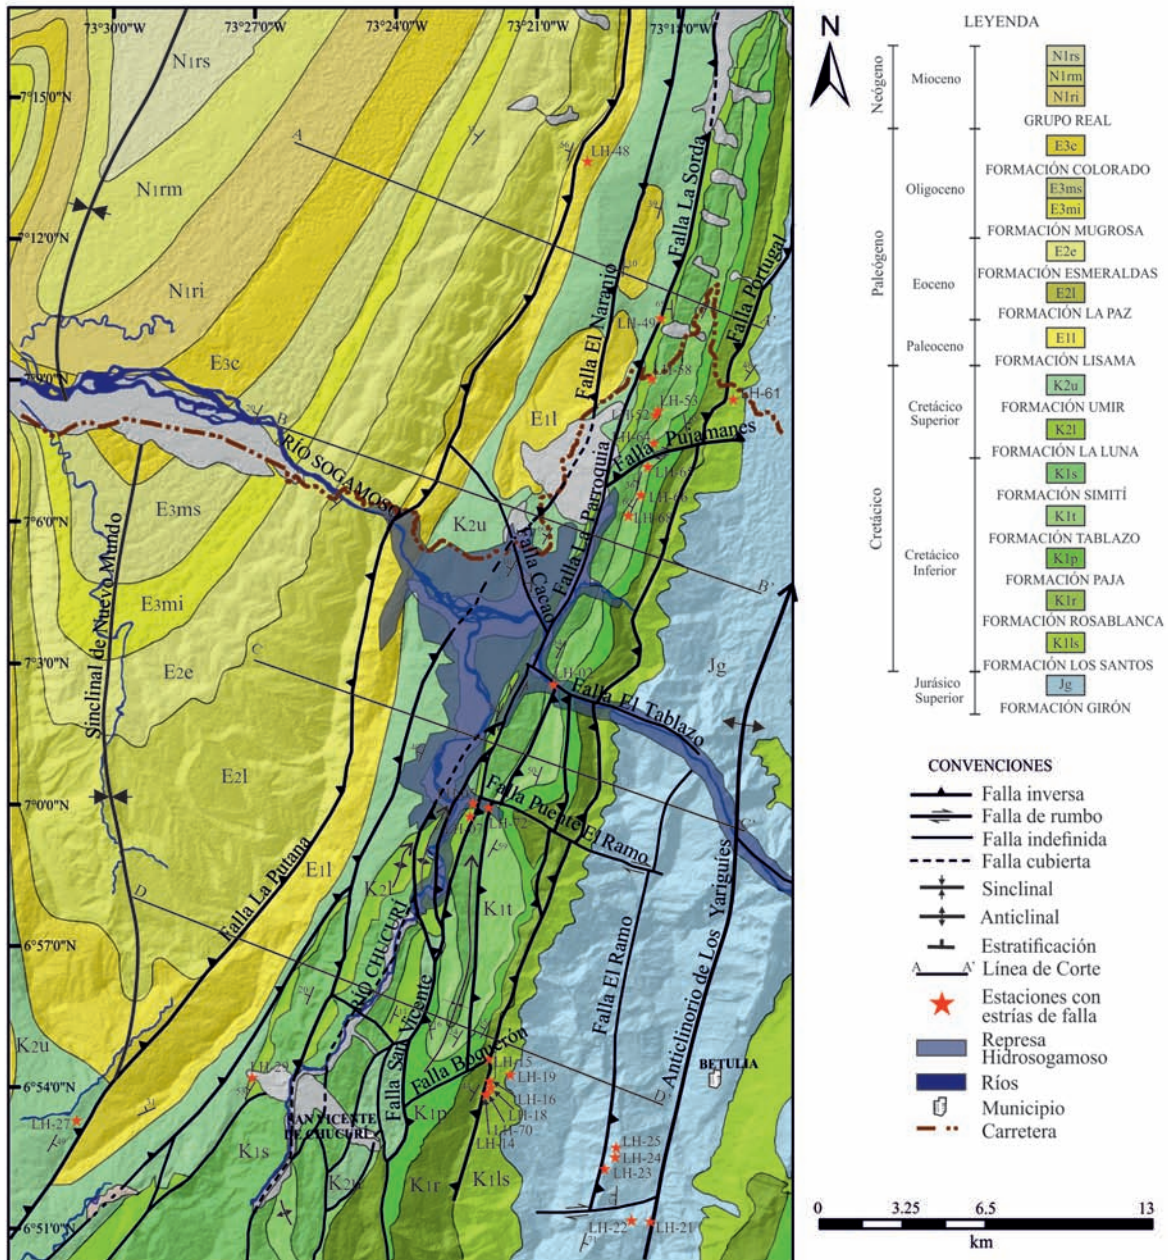 73°30'0"W
73°27'0"W
73°24'0"W
73°21'0"W
73°18'0"W
7°15'0"N
7°12'0"N
7°9'0"N
7°6'0"N
7°3'0"N
7°0'0"N
6°57'0"N
6°54'0"N
6°51'0"N
N1rs
N1rm
N1ri
E3c
E3ms
E3mi
E2e
E2l
E1l
E1l
K2u
K2u
K2l
K1t
K1s
K1p
K1r
K1ls
Jg
A
A'
B
B'
C
C'
D
D'
LH-48
LH-49
LH-58
LH-53
LH-52
LH-61
LH-66
LH-68
LH-02
LH-72
LH-29
LH-27
LH-15
LH-19
LH-16
LH-18
LH-70
LH-14
LH-25
LH-24
LH-23
LH-22
LH-21
Falla La Sorda
Falla El Naranjo
Falla Portugal
Falla Pujamanes
Falla La Parroquia
Falla Cacao
RÍO SOGAMOSO
Sinclinal de Nuevo Mundo
Falla El Tablazo
Falla Puente El Ramo
Falla La Putana
RÍO CHUCURÍ
Falla San Vicente
Falla Boquerón
Falla El Ramo
Anticlinorio de Los Yariguíes
BETULIA
SAN VICENTE
DE CHUCURÍ
N
LEYENDA
Neógeno
Mioceno
N1rs
N1rm
N1ri
GRUPO REAL
Paleógeno
Oligoceno
E3c
FORMACIÓN COLORADO
E3ms
E3mi
FORMACIÓN MUGROSA
Eoceno
E2e
FORMACIÓN ESMERALDAS
E2l
FORMACIÓN LA PAZ
Paleoceno
E1l
FORMACIÓN LISAMA
Cretácico
Cretácico
Superior
K2u
FORMACIÓN UMIR
K2l
FORMACIÓN LA LUNA
Cretácico
Inferior
K1s
FORMACIÓN SIMITÍ
K1t
FORMACIÓN TABLAZO
K1p
FORMACIÓN PAJA
K1r
FORMACIÓN ROSABLANCA
K1ls
FORMACIÓN LOS SANTOS
Jurásico
Superior
Jg
FORMACIÓN GIRÓN
CONVENCIONES
Falla inversa
Falla de rumbo
Falla indefinida
Falla cubierta
Sinclinal
Anticlinal
Estratificación
A A' Línea de Corte
Estaciones con
estrías de falla
Represa
Hidrosogamoso
Ríos
Municipio
Carretera
0 3.25 6.5 13
km